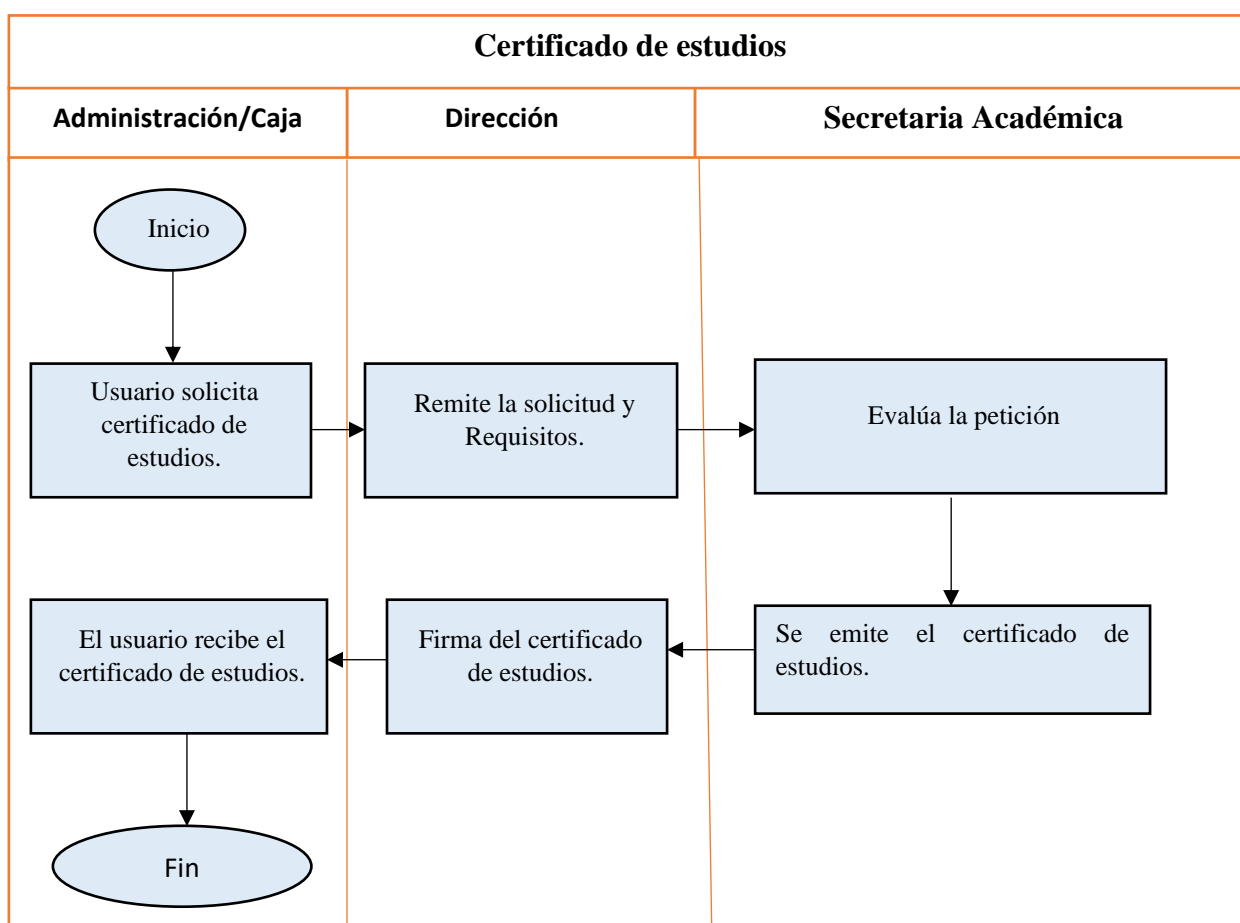 Certificado de estudios
Administración/Caja
Dirección
Secretaria Académica
Inicio
Usuario solicita
certificado de
estudios.
Remite la solicitud y
Requisitos.
Evalúa la petición
El usuario recibe el
certificado de estudios.
Firma del certificado
de estudios.
Se emite el certificado de
estudios.
Fin